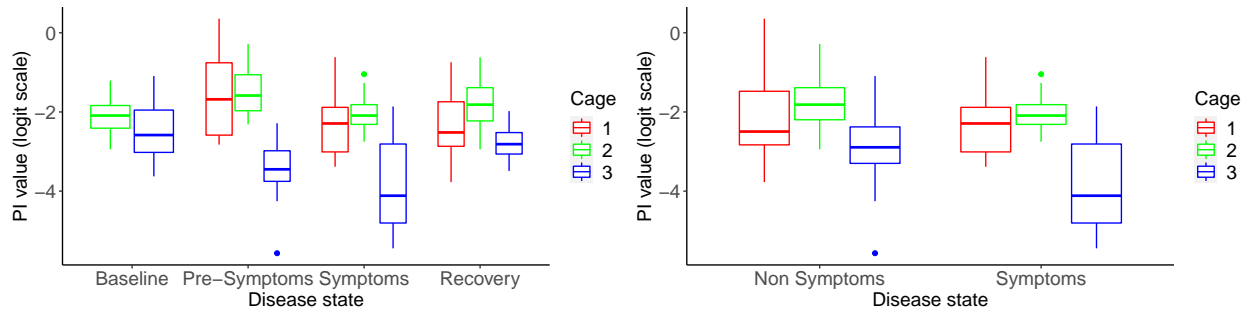 PI value (logit scale)
0
−2
−4
Baseline Pre−Symptoms Symptoms Recovery
Disease state
Cage
1
2
3
PI value (logit scale)
0
−2
−4
Non Symptoms Symptoms
Disease state
Cage
1
2
3